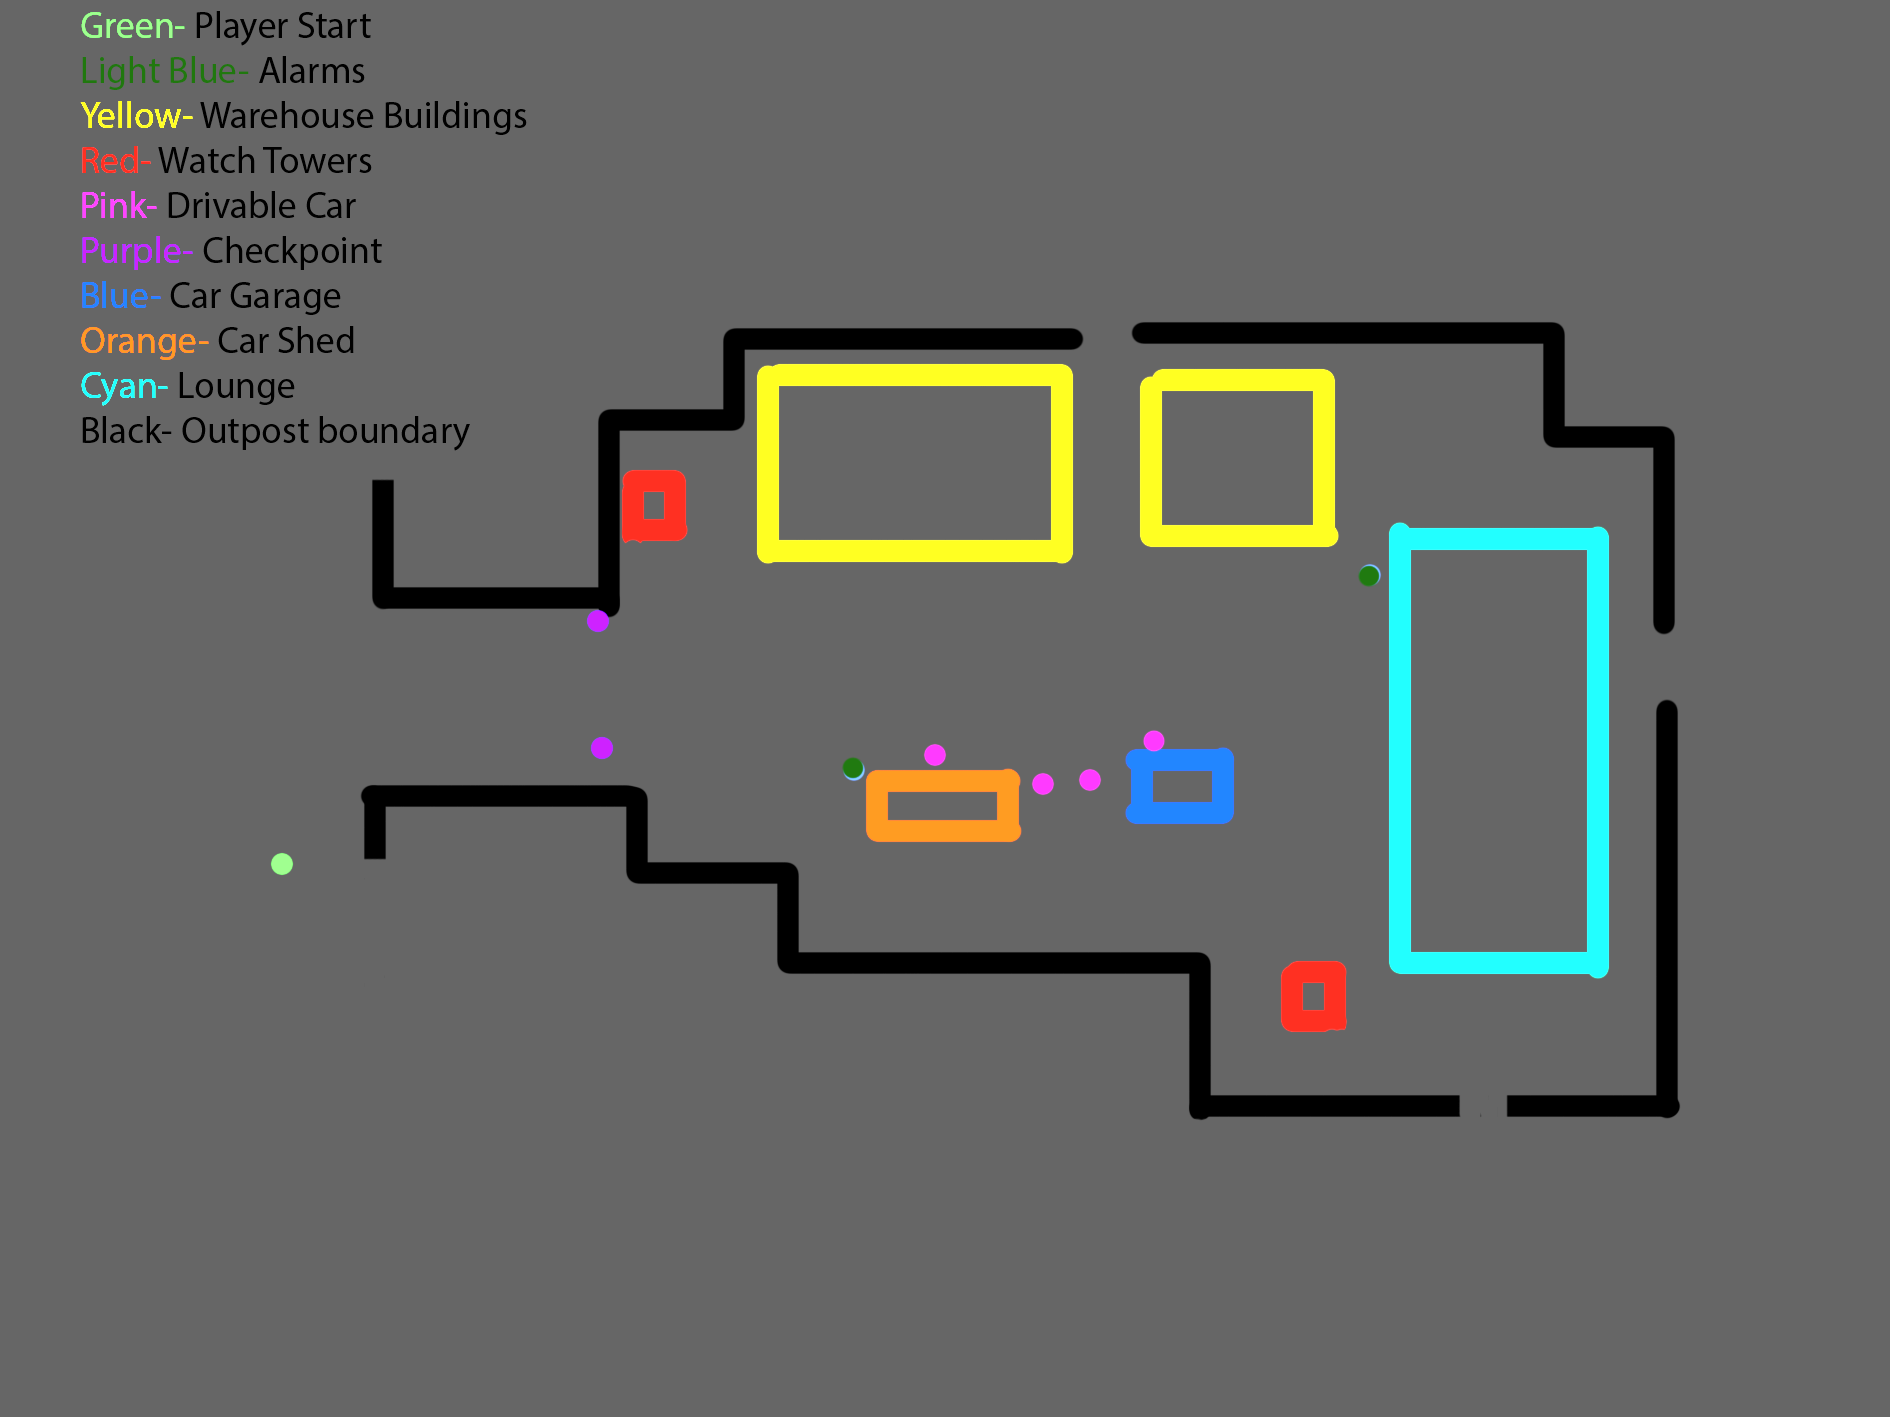 Green- Player Start
Light Blue- Alarms
Yellow- Warehouse Buildings
Red- Watch Towers
Pink- Drivable Car
Purple- Checkpoint
Blue- Car Garage
Orange- Car Shed
Cyan- Lounge
Black- Outpost boundary